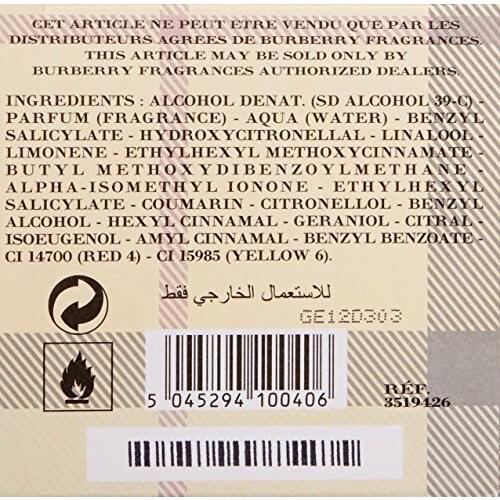 CET ARTICLE NE PEUT ETRE VENDU QUE PAR LES
DISTRIBUTEURS AGREES DE BURBERRY FRAGRANCES.
THIS ARTICLE MAY BE SOLD ONLY BY
BURBERRY FRAGRANCES AUTHORIZED DEALERS.
INGREDIENTS : ALCOHOL DENAT. (SD ALCOHOL 39-C) -
PARFUM (FRAGRANCE) - AQUA (WATER) - BENZYL
SALICYLATE - HYDROXYCITRONELLAL - LINALOOL -
LIMONENE - ETHYLHEXYL METHOXYCINNAMATE -
BUTYL METHOXYDIBENZOYLMETHANE -
ALPHA-ISOMETHYL IONONE - ETHYLHEXYL
SALICYLATE - COUMARIN - CITRONELLOL - BENZYL
ALCOHOL - HEXYL CINNAMAL - GERANIOL - CITRAL -
ISOEUGENOL - AMYL CINNAMAL - BENZYL BENZOATE -
CI 14700 (RED 4) - CI 15985 (YELLOW 6).
للاستعمال الخارجي فقط
GE12D303
5 045294 100406
RÉF.
3519426